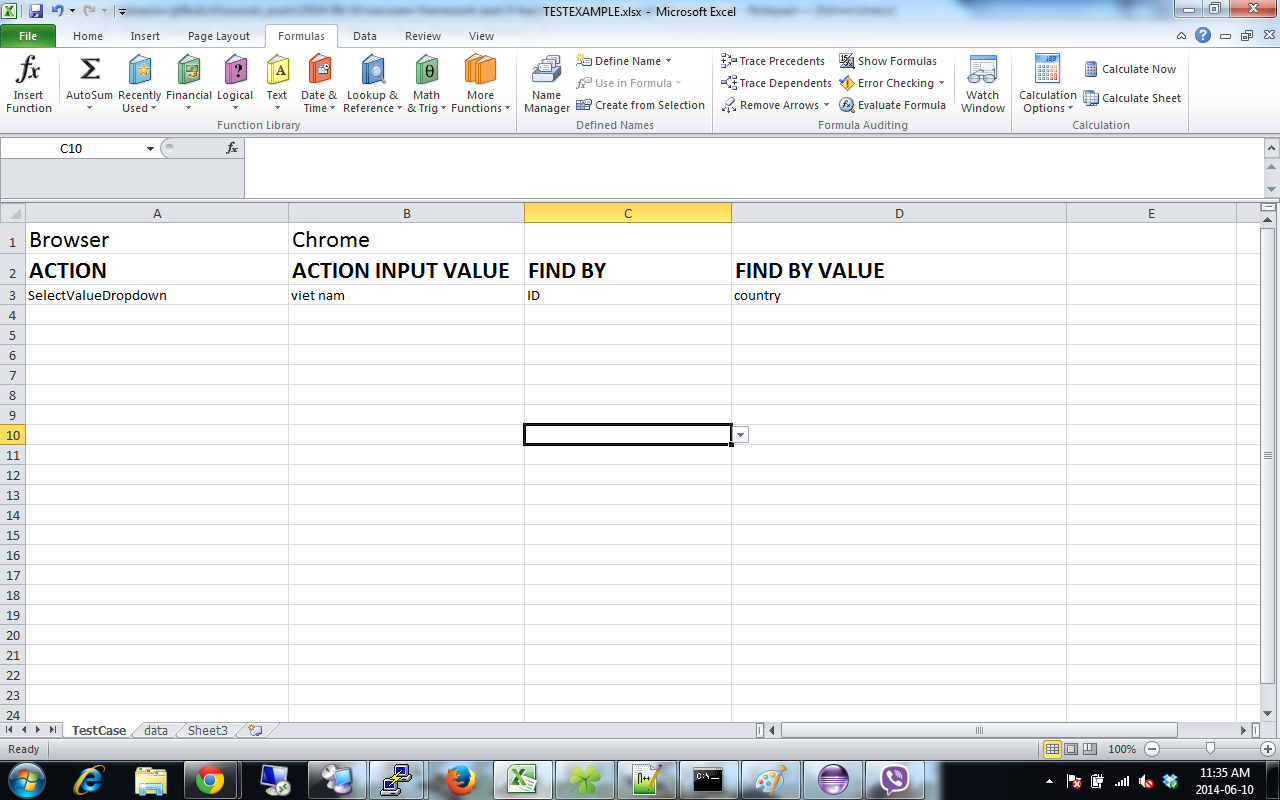 TESTEXAMPLE.xlsx - Microsoft Excel
File Home Insert Page Layout Formulas Data Review View
fx Σ θ
Insert Function
AutoSum
Recently Used
Financial
Logical
Text
Date & Time
Lookup & Reference
Math & Trig
More Functions
Function Library
Name Manager
Define Name
Use in Formula
Create from Selection
Defined Names
Trace Precedents
Trace Dependents
Remove Arrows
Show Formulas
Error Checking
Evaluate Formula
Formula Auditing
Watch Window
Calculation Options
Calculate Now
Calculate Sheet
Calculation
C10 fx
A B C D E
1 Browser Chrome
2 ACTION ACTION INPUT VALUE FIND BY FIND BY VALUE
3 SelectValueDropdown viet nam ID country
4
5
6
7
8
9
10
11
12
13
14
15
16
17
18
19
20
21
22
23
24
TestCase data Sheet3
Ready 100%
11:35 AM
2014-06-10